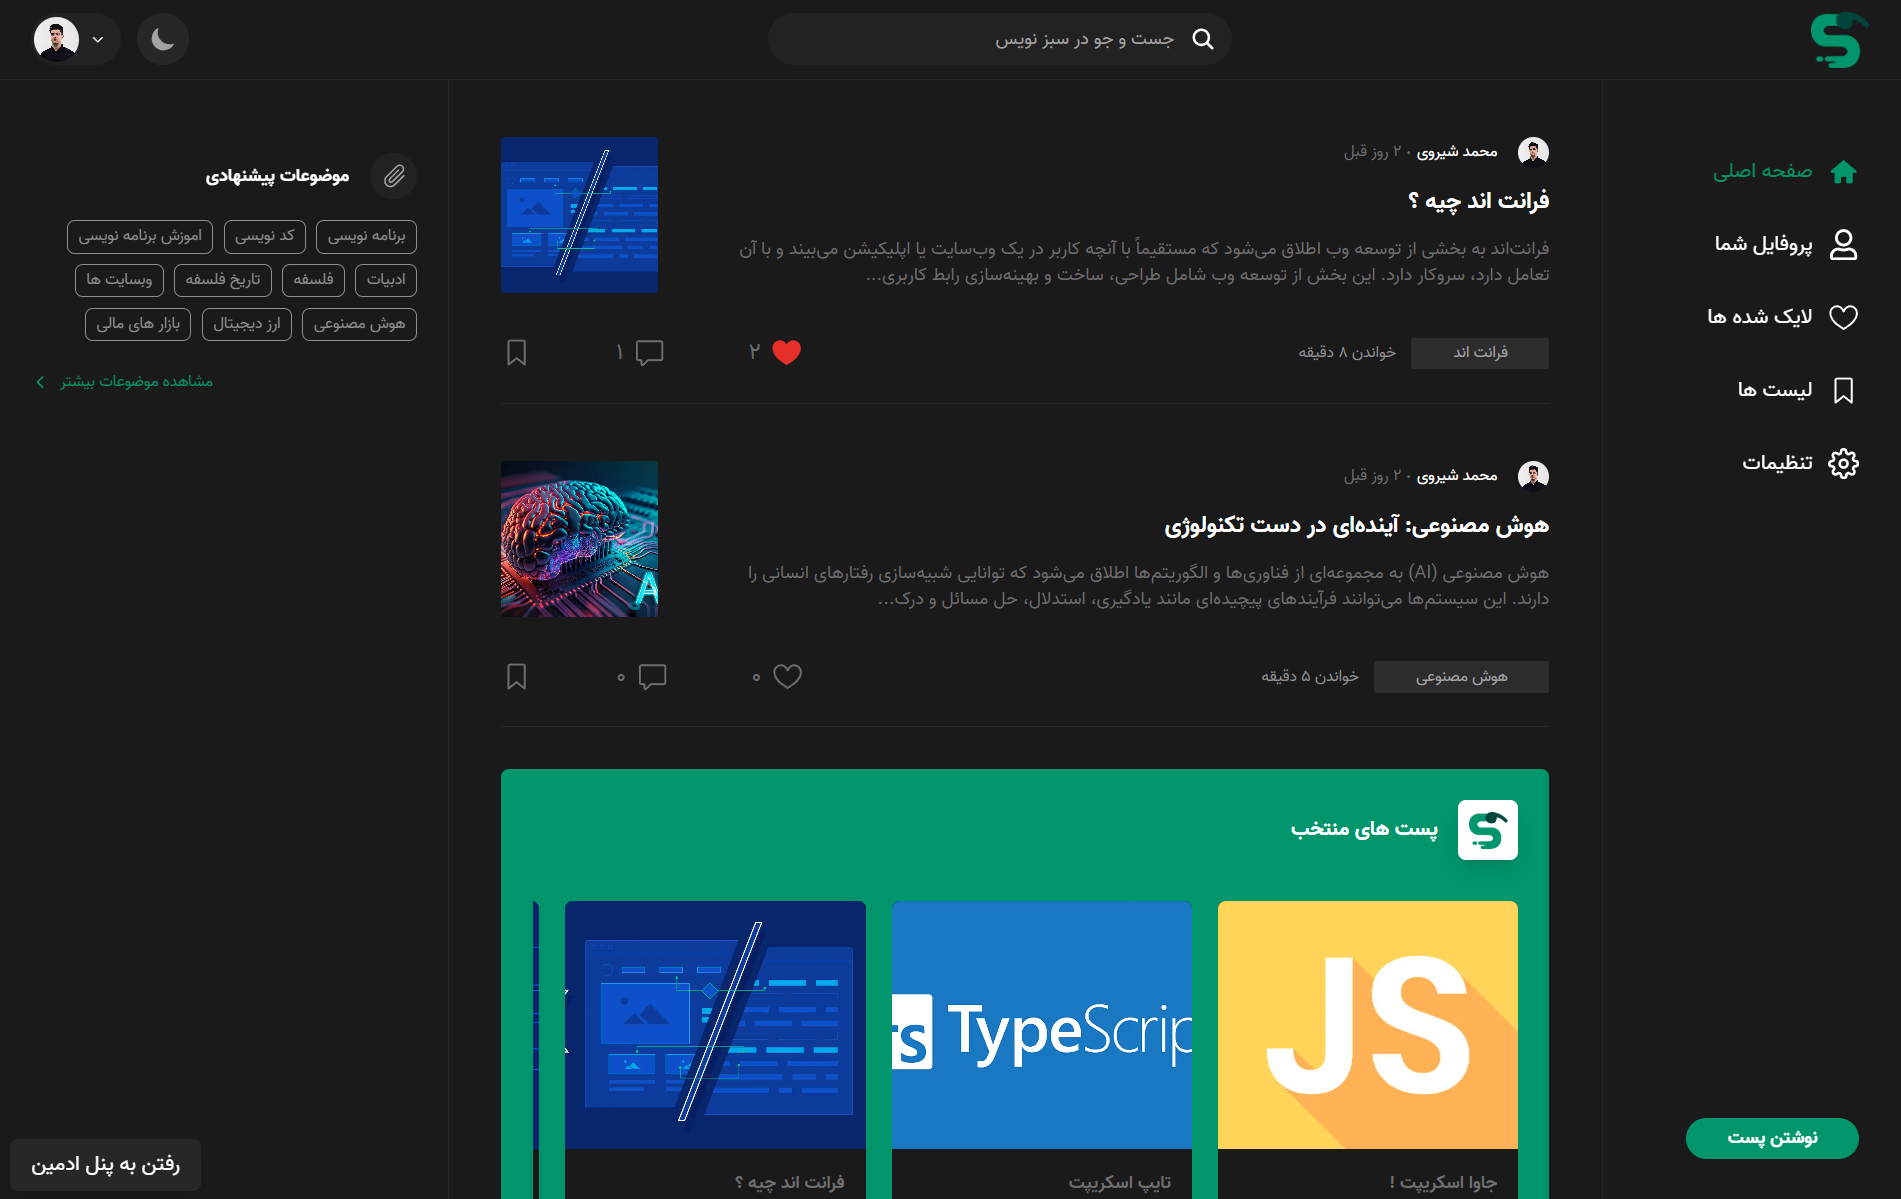 جست و جو در سبز نویس
صفحه اصلی
پروفایل شما
لایک شده ها
لیست ها
تنظیمات
نوشتن پست
محمد شیروی • ۲ روز قبل
فرانت اند چیه ؟
فرانت‌اند به بخشی از توسعه وب اطلاق می‌شود که مستقیماً با آنچه کاربر در یک وب‌سایت یا اپلیکیشن می‌بیند و با آن
تعامل دارد، سروکار دارد. این بخش از توسعه وب شامل طراحی، ساخت و بهینه‌سازی رابط کاربری...
فرانت اند
خواندن ۸ دقیقه
۲
۱
محمد شیروی • ۲ روز قبل
هوش مصنوعی: آینده‌ای در دست تکنولوژی
هوش مصنوعی (AI) به مجموعه‌ای از فناوری‌ها و الگوریتم‌ها اطلاق می‌شود که توانایی شبیه‌سازی رفتارهای انسانی را
دارند. این سیستم‌ها می‌توانند فرآیندهای پیچیده‌ای مانند یادگیری، استدلال، حل مسائل و درک...
هوش مصنوعی
خواندن ۵ دقیقه
۰
۰
پست های منتخب
JS
جاوا اسکریپت !
TypeScrip
تایپ اسکریپت
فرانت اند چیه ؟
موضوعات پیشنهادی
برنامه نویسی
کد نویسی
اموزش برنامه نویسی
ادبیات
فلسفه
تاریخ فلسفه
وبسایت ها
هوش مصنوعی
ارز دیجیتال
بازار های مالی
مشاهده موضوعات بیشتر
رفتن به پنل ادمین